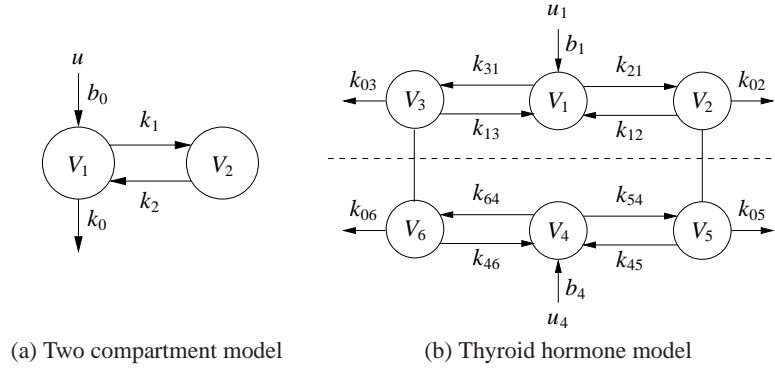 u
b₀
k₁
V₁
V₂
k₂
k₀
(a) Two compartment model
u₁
b₁
k₀₃
k₃₁
k₂₁
k₀₂
V₃
V₁
V₂
k₁₃
k₁₂
k₀₆
k₆₄
k₅₄
k₀₅
V₆
V₄
V₅
k₄₆
k₄₅
b₄
u₄
(b) Thyroid hormone model